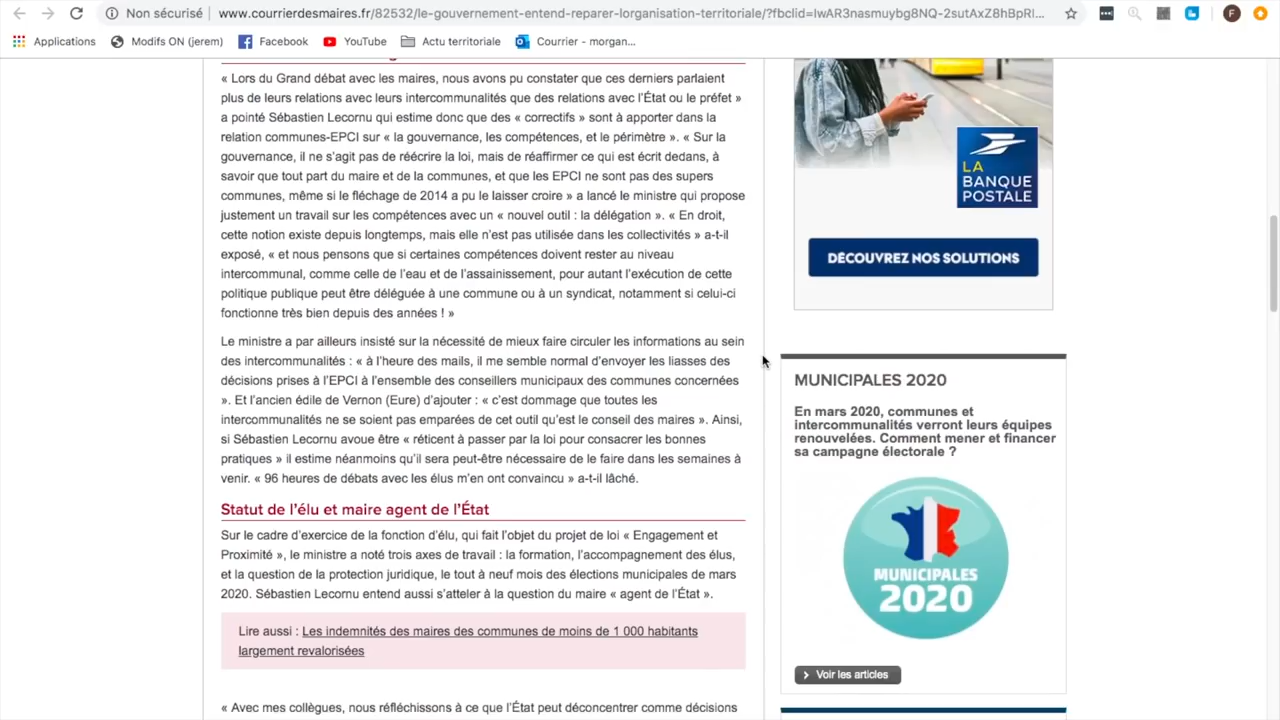 Non sécurisé
www.courrierdesmaires.fr/82532/le-gouvernement-entend-reparer-lorganisation-territoriale/?fbclid=IwAR3nasmuybg8NQ-2sutAxZ8hBpRl...
F
Applications
Modifs ON (jerem)
Facebook
YouTube
Actu territoriale
Courrier - morgan...
« Lors du Grand débat avec les maires, nous avons pu constater que ces derniers parlaient
plus de leurs relations avec leurs intercommunalités que des relations avec l'État ou le préfet »
a pointé Sébastien Lecornu qui estime donc que des « correctifs » sont à apporter dans la
relation communes-EPCI sur « la gouvernance, les compétences, et le périmètre ». « Sur la
gouvernance, il ne s'agit pas de réécrire la loi, mais de réaffirmer ce qui est écrit dedans, à
savoir que tout part du maire et de la communes, et que les EPCI ne sont pas des supers
communes, même si le fléchage de 2014 a pu le laisser croire » a lancé le ministre qui propose
justement un travail sur les compétences avec un « nouvel outil : la délégation ». « En droit,
cette notion existe depuis longtemps, mais elle n'est pas utilisée dans les collectivités » a-t-il
exposé, « et nous pensons que si certaines compétences doivent rester au niveau
intercommunal, comme celle de l'eau et de l'assainissement, pour autant l'exécution de cette
politique publique peut être déléguée à une commune ou à un syndicat, notamment si celui-ci
fonctionne très bien depuis des années ! »
Le ministre a par ailleurs insisté sur la nécessité de mieux faire circuler les informations au sein
des intercommunalités : « à l'heure des mails, il me semble normal d'envoyer les liasses des
décisions prises à l'EPCI à l'ensemble des conseillers municipaux des communes concernées
». Et l'ancien édile de Vernon (Eure) d'ajouter : « c'est dommage que toutes les
intercommunalités ne se soient pas emparées de cet outil qu'est le conseil des maires ». Ainsi,
si Sébastien Lecornu avoue être « réticent à passer par la loi pour consacrer les bonnes
pratiques » il estime néanmoins qu'il sera peut-être nécessaire de le faire dans les semaines à
venir. « 96 heures de débats avec les élus m'en ont convaincu » a-t-il lâché.
Statut de l'élu et maire agent de l'État
Sur le cadre d'exercice de la fonction d'élu, qui fait l'objet du projet de loi « Engagement et
Proximité », le ministre a noté trois axes de travail : la formation, l'accompagnement des élus,
et la question de la protection juridique, le tout à neuf mois des élections municipales de mars
2020. Sébastien Lecornu entend aussi s'atteler à la question du maire « agent de l'État ».
Lire aussi : Les indemnités des maires des communes de moins de 1 000 habitants
largement revalorisées
« Avec mes collègues, nous réfléchissons à ce que l'État peut déconcentrer comme décisions
LA
BANQUE
POSTALE
DÉCOUVREZ NOS SOLUTIONS
MUNICIPALES 2020
En mars 2020, communes et
intercommunalités verront leurs équipes
renouvelées. Comment mener et financer
sa campagne électorale ?
MUNICIPALES
2020
Voir les articles